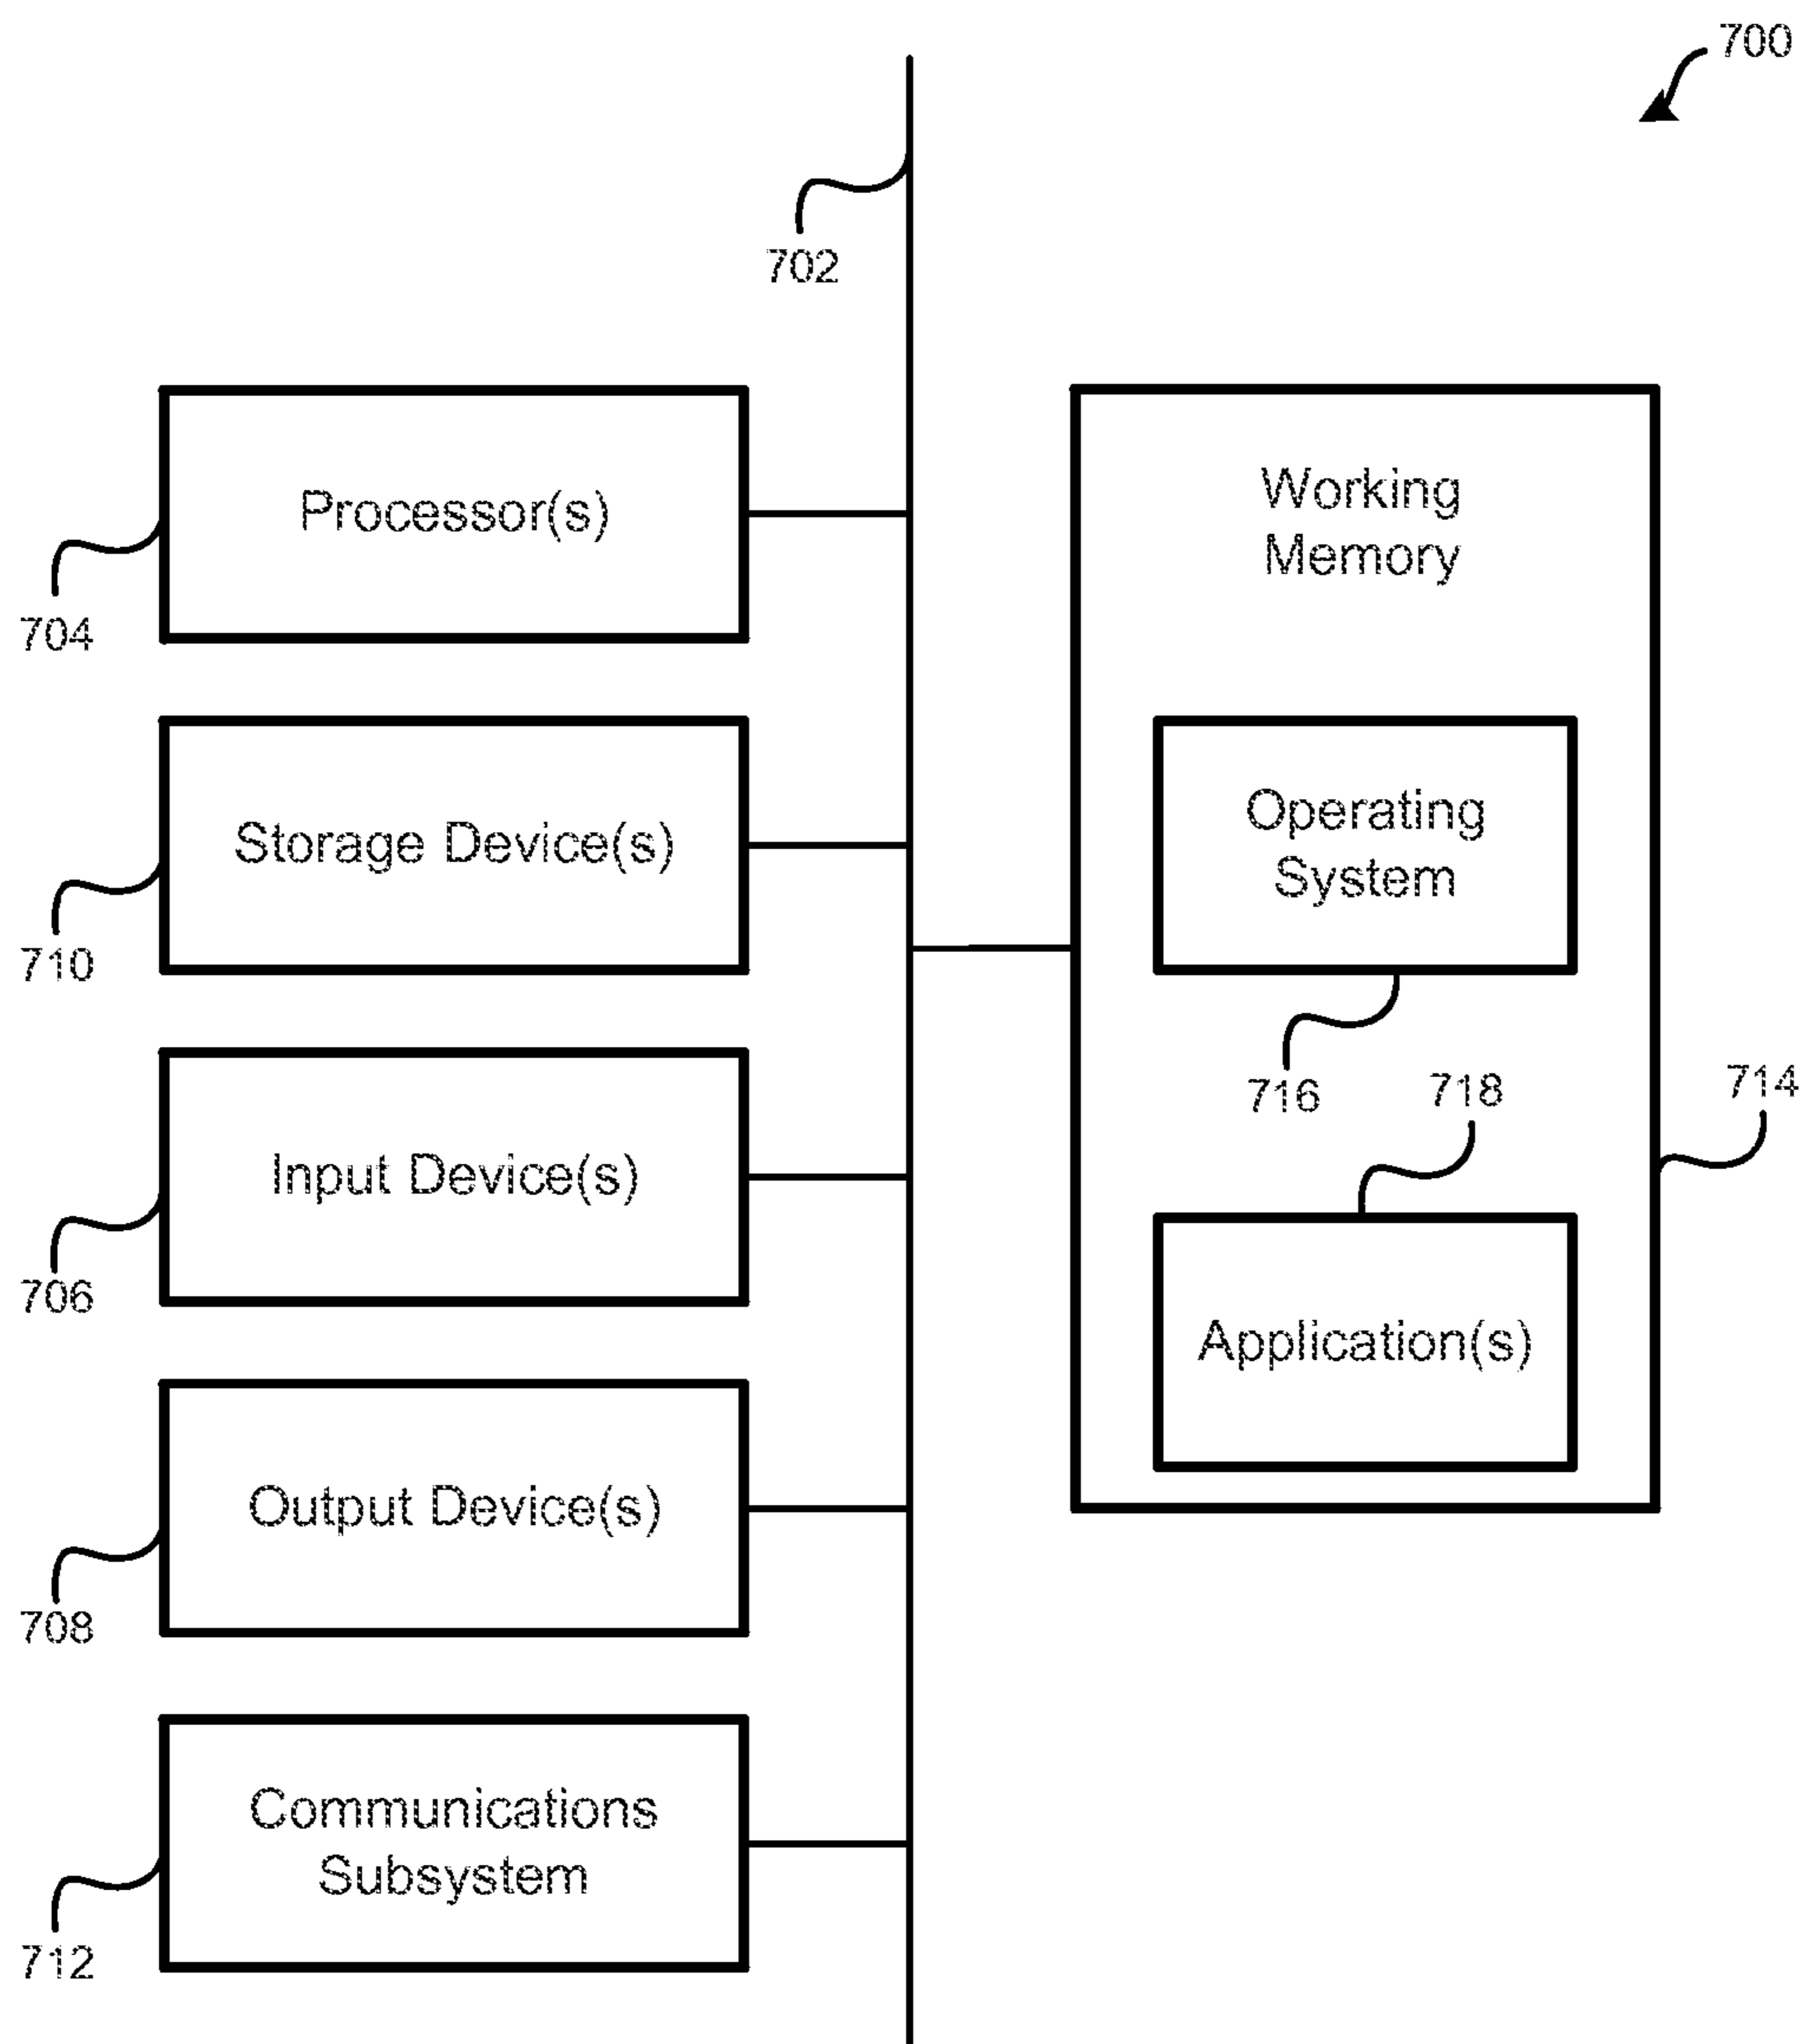 700
702
Processor(s)
704
Storage Device(s)
710
Input Device(s)
706
Output Device(s)
708
Communications
Subsystem
712
Working
Memory
Operating
System
716
718
714
Application(s)